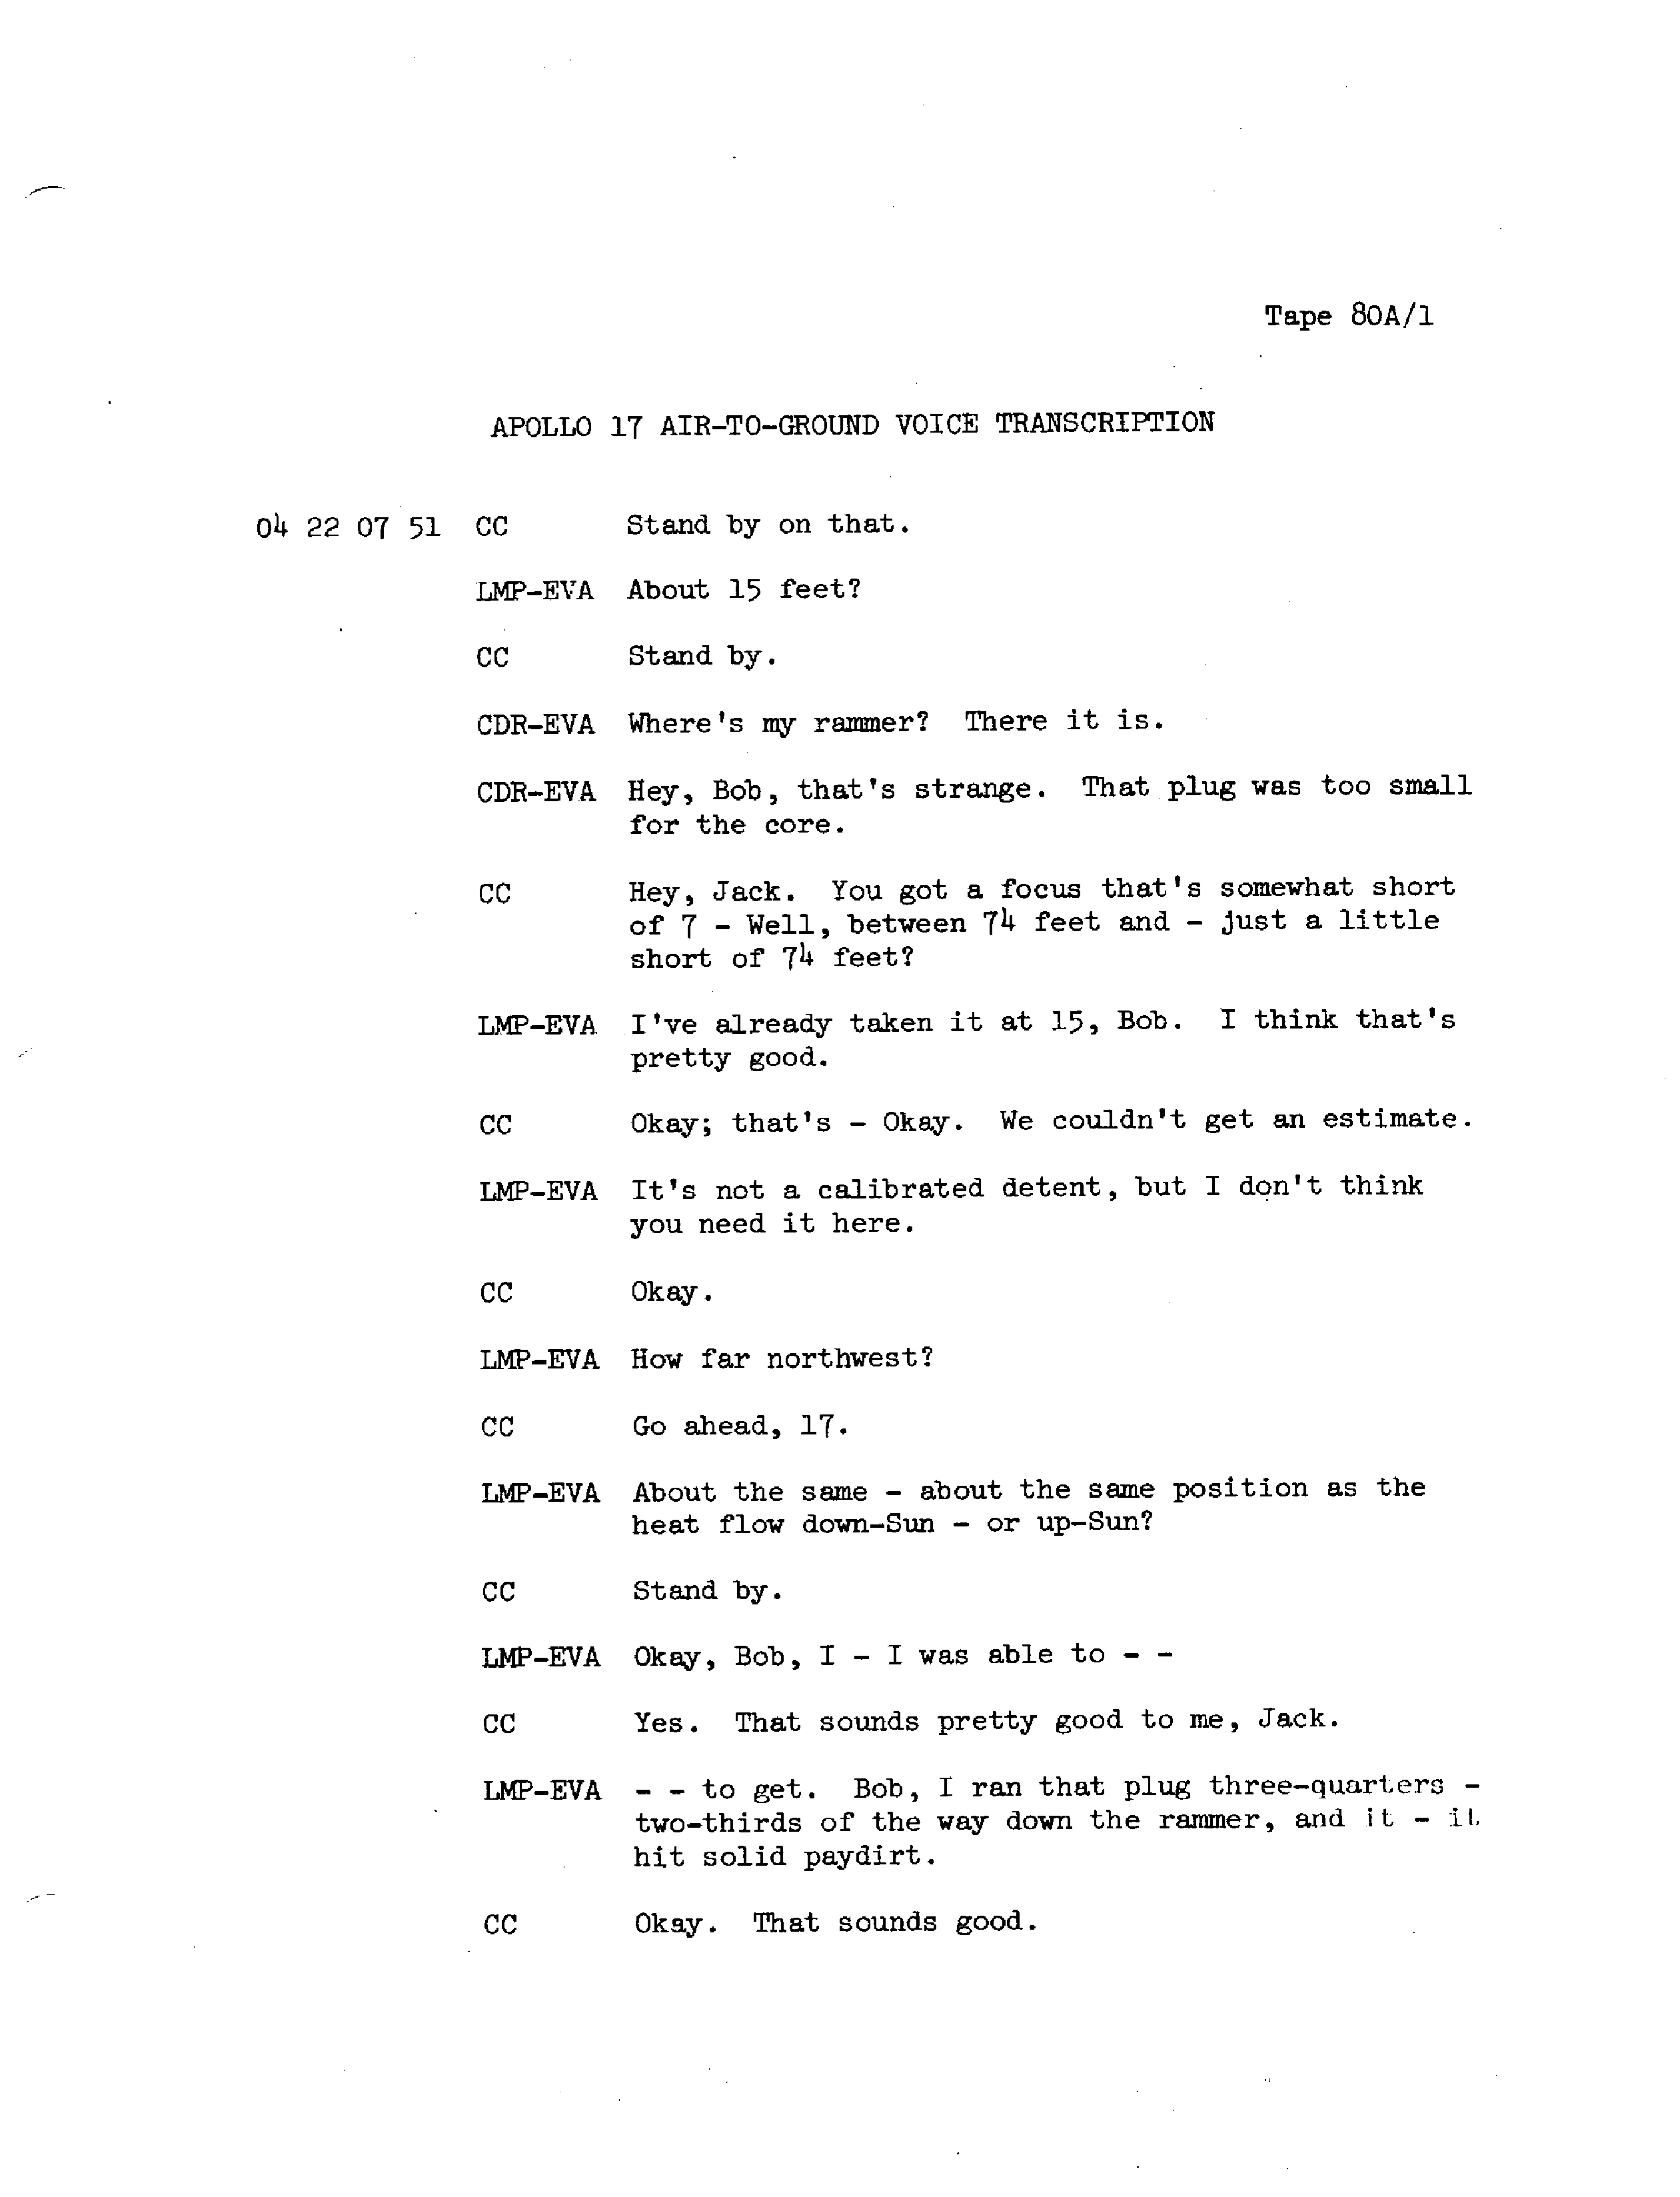 Tape 80A/1
APOLLO 17 AIR-TO-GROUND VOICE TRANSCRIPTION
04 22 07 51 CC Stand by on that.
LMP-EVA About 15 feet?
CC Stand by.
CDR-EVA Where's my rammer? There it is.
CDR-EVA Hey, Bob, that's strange. That plug was too small
for the core.
CC Hey, Jack. You got a focus that's somewhat short
of 7 - Well, between 74 feet and - just a little
short of 74 feet?
LMP-EVA I've already taken it at 15, Bob. I think that's
pretty good.
CC Okay; that's - Okay. We couldn't get an estimate.
LMP-EVA It's not a calibrated detent, but I don't think
you need it here.
CC Okay.
LMP-EVA How far northwest?
CC Go ahead, 17.
LMP-EVA About the same - about the same position as the
heat flow down-Sun - or up-Sun?
CC Stand by.
LMP-EVA Okay, Bob, I - I was able to - -
CC Yes. That sounds pretty good to me, Jack.
LMP-EVA - - to get. Bob, I ran that plug three-quarters -
two-thirds of the way down the rammer, and it - it
hit solid paydirt.
CC Okay. That sounds good.